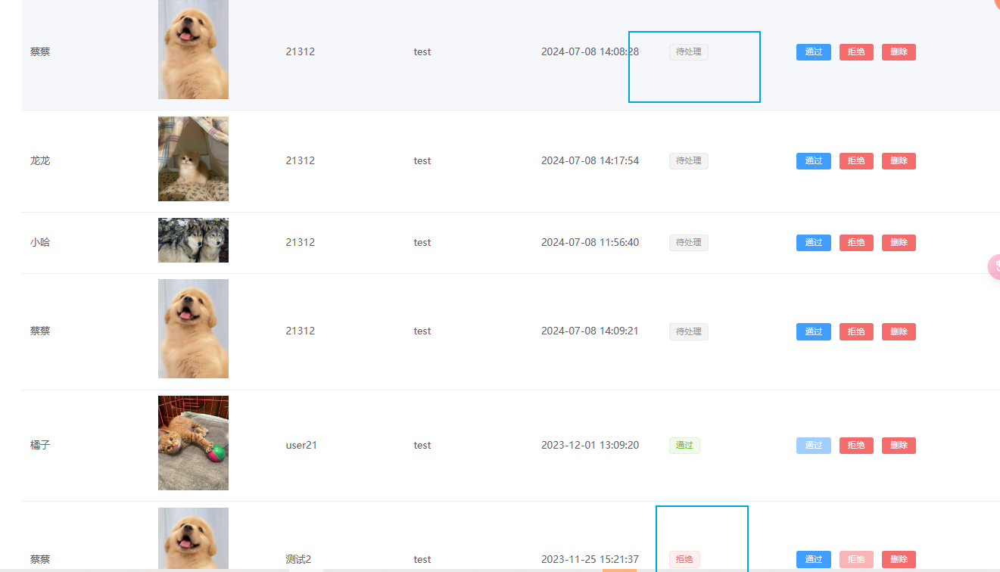 蔡蔡 21312 test 2024-07-08 14:08:28 待处理 通过 拒绝 删除
龙龙 21312 test 2024-07-08 14:17:54 待处理 通过 拒绝 删除
小哈 21312 test 2024-07-08 11:56:40 待处理 通过 拒绝 删除
蔡蔡 21312 test 2024-07-08 14:09:21 待处理 通过 拒绝 删除
橘子 user21 test 2023-12-01 13:09:20 通过 通过 拒绝 删除
蔡蔡 测试2 test 2023-11-25 15:21:37 拒绝 通过 拒绝 删除